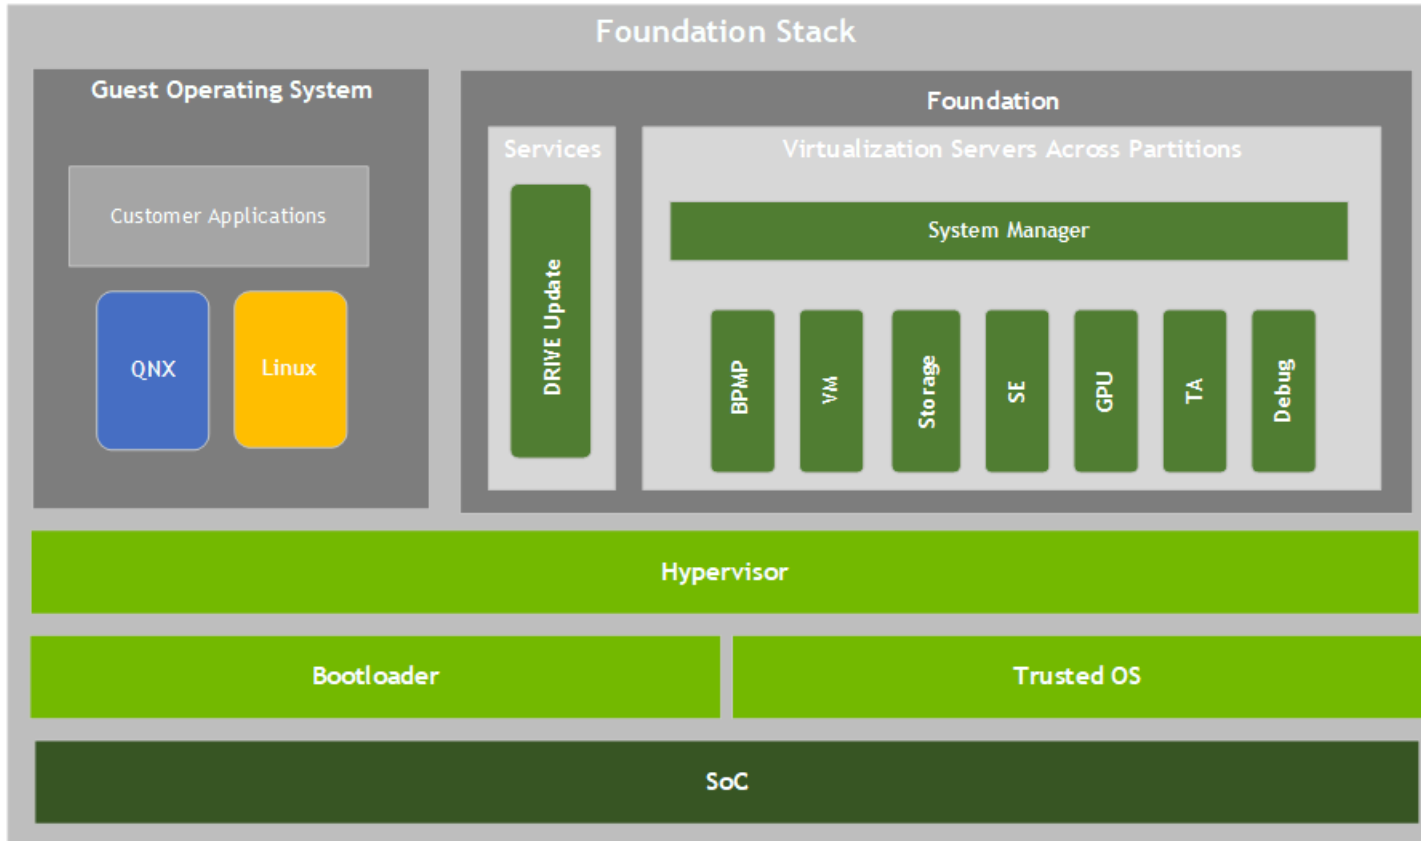 Foundation Stack
Guest Operating System
Customer Applications
QNX
Linux
Foundation
Services
DRIVE Update
Virtualization Servers Across Partitions
System Manager
BPMP
VM
Storage
SE
GPU
TA
Debug
Hypervisor
Bootloader
Trusted OS
SoC